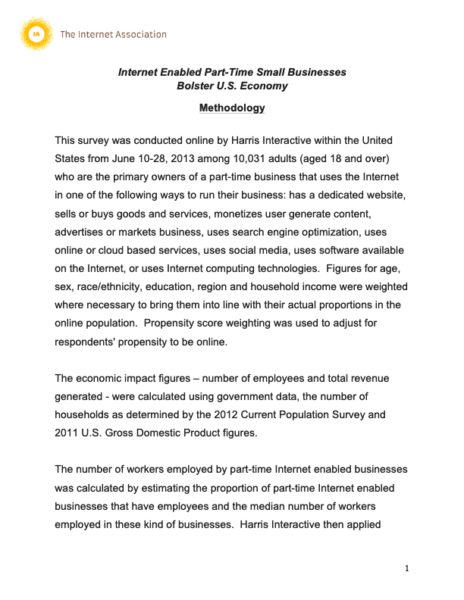 IA The Internet Association
Internet Enabled Part-Time Small Businesses
Bolster U.S. Economy
Methodology
This survey was conducted online by Harris Interactive within the United
States from June 10-28, 2013 among 10,031 adults (aged 18 and over)
who are the primary owners of a part-time business that uses the Internet
in one of the following ways to run their business: has a dedicated website,
sells or buys goods and services, monetizes user generate content,
advertises or markets business, uses search engine optimization, uses
online or cloud based services, uses social media, uses software available
on the Internet, or uses Internet computing technologies.  Figures for age,
sex, race/ethnicity, education, region and household income were weighted
where necessary to bring them into line with their actual proportions in the
online population.  Propensity score weighting was used to adjust for
respondents' propensity to be online.
The economic impact figures – number of employees and total revenue
generated - were calculated using government data, the number of
households as determined by the 2012 Current Population Survey and
2011 U.S. Gross Domestic Product figures.
The number of workers employed by part-time Internet enabled businesses
was calculated by estimating the proportion of part-time Internet enabled
businesses that have employees and the median number of workers
employed in these kind of businesses.  Harris Interactive then applied
1